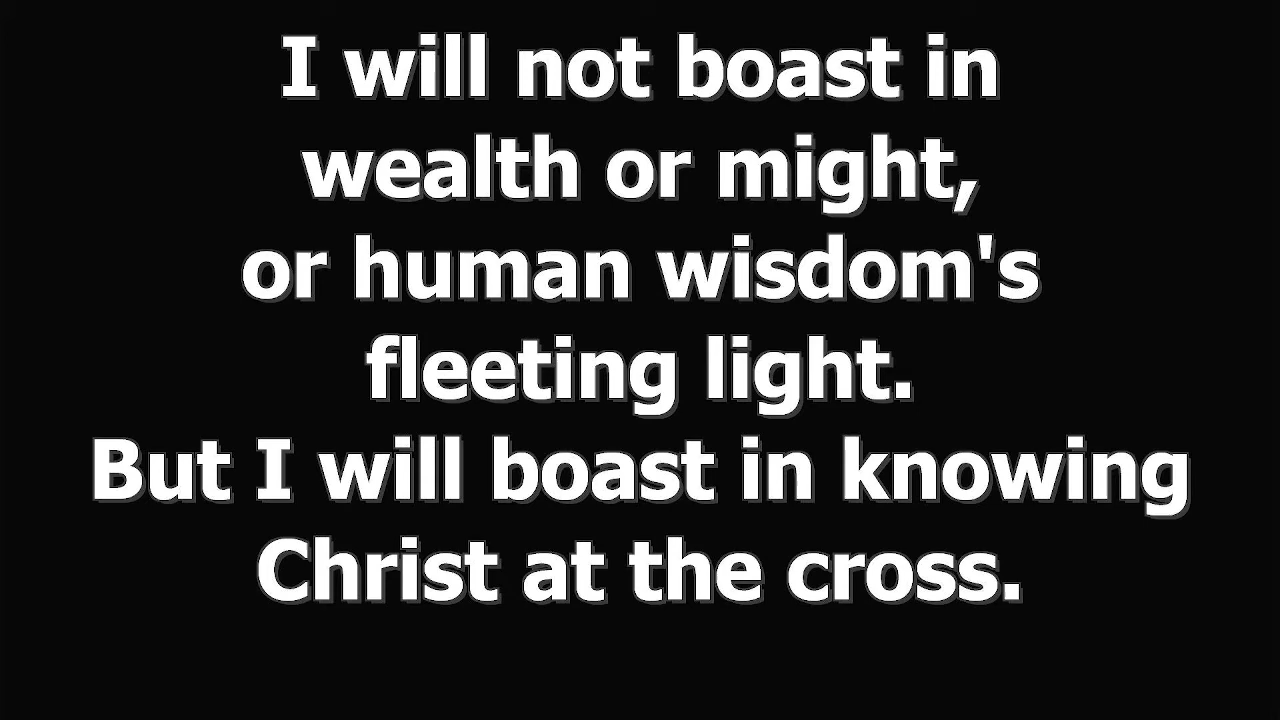 I will not boast in
wealth or might,
or human wisdom's
fleeting light.
But I will boast in knowing
Christ at the cross.